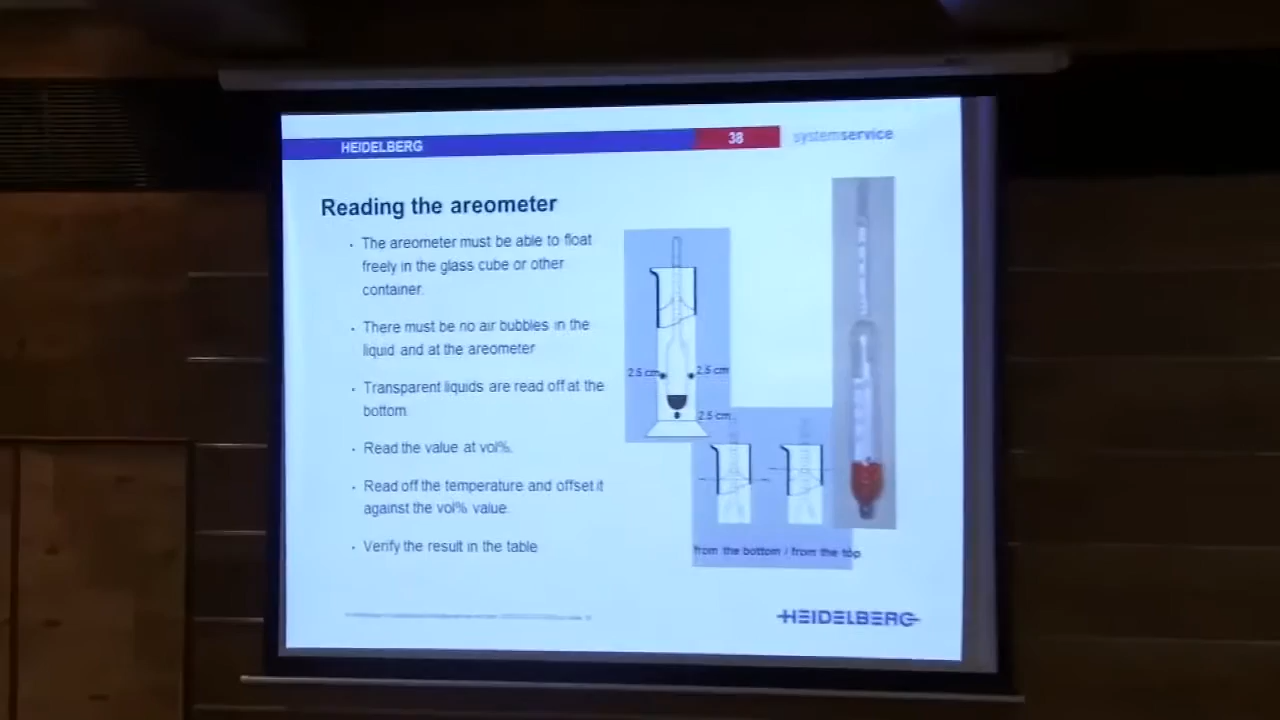 HEIDELBERG
38
systemservice
Reading the areometer
· The areometer must be able to float
freely in the glass cube or other
container.
· There must be no air bubbles in the
liquid and at the areometer
· Transparent liquids are read off at the
bottom
· Read the value at vol%.
· Read off the temperature and offset it
against the vol% value.
· Verify the result in the table
2.5 cm
2.5 cm
2.5 cm
from the bottom / from the top
HEIDELBERG